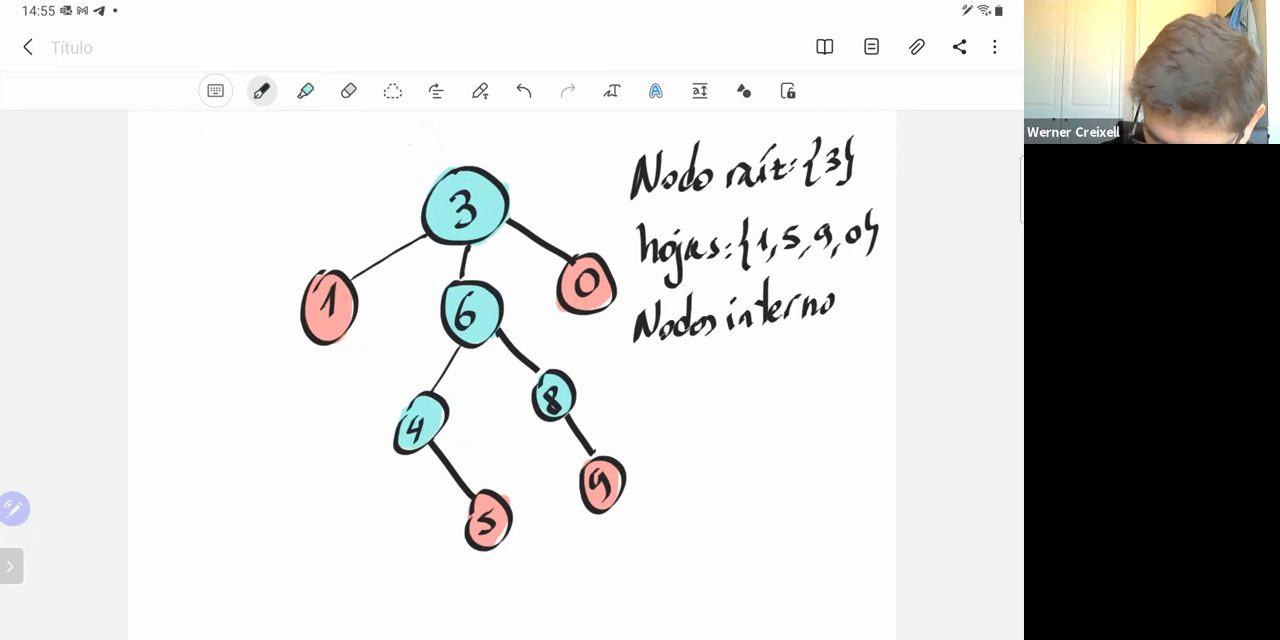 14:55
Título
Werner Creixell
Nodo raíz: {3}
hojas: {1, 5, 9, 0}
Nodos interno
3
1
6
0
4
8
5
9